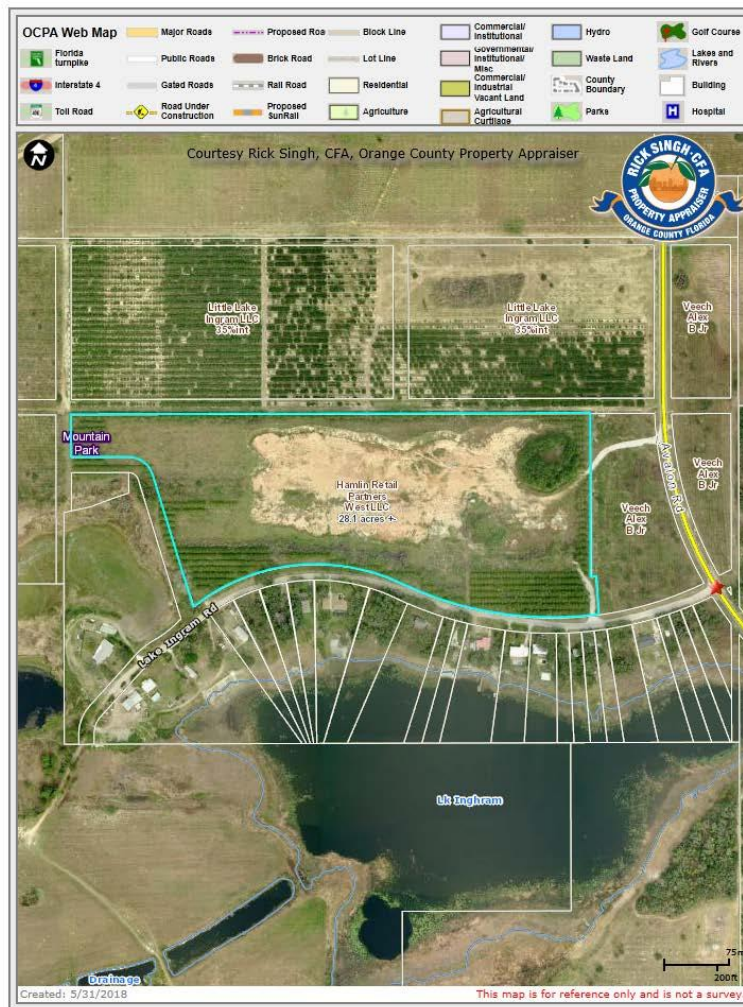 OCPA Web Map
Florida
turnpike
Interstate 4
Toll Road
Major Roads
Public Roads
Gated Roads
Road Under
Construction
Proposed Roa
Brick Road
Rail Road
Proposed
SunRail
Block Line
Lot Line
Residential
Agriculture
Commercial/
Institutional
Governmental/
Institutional/
Misc
Commercial/
Industrial
Vacant Land
Agricultural
Curtilage
Hydro
Waste Land
County
Boundary
Parks
Golf Course
Lakes and
Rivers
Building
H
Hospital
N
Courtesy Rick Singh, CFA, Orange County Property Appraiser
RICK SINGH, CFA
PROPERTY APPRAISER
ORANGE COUNTY FLORIDA
Little Lake
Ingram LLC
35%int
Little Lake
Ingram LLC
35%int
Veech
Alex
B Jr
Mountain
Park
Hamlin Retail
Partners
West LLC
28.1 acres +-
Avalon Rd
Veech
Alex
B Jr
Veech
Alex
B Jr
Lake Ingram Rd
Lk Inghram
Drainage
75m
200ft
Created: 5/31/2018
This map is for reference only and is not a survey